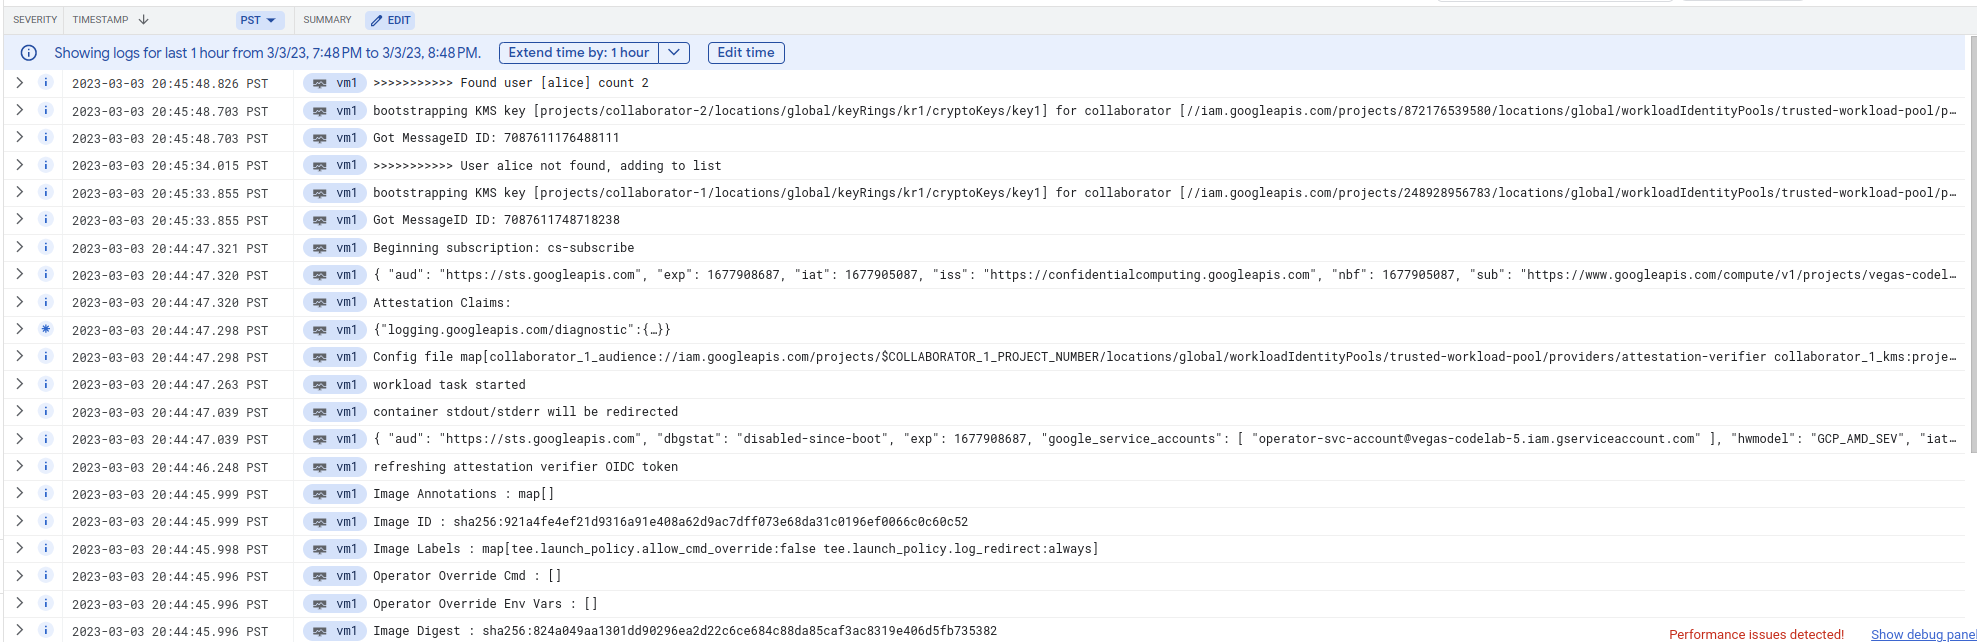 SEVERITY TIMESTAMP PST SUMMARY EDIT
Showing logs for last 1 hour from 3/3/23, 7:48 PM to 3/3/23, 8:48 PM. Extend time by: 1 hour Edit time
2023-03-03 20:45:48.826 PST vm1 >>>>>>>>>>> Found user [alice] count 2
2023-03-03 20:45:48.703 PST vm1 bootstrapping KMS key [projects/collaborator-2/locations/global/keyRings/kr1/cryptoKeys/key1] for collaborator [//iam.googleapis.com/projects/872176539580/locations/global/workloadIdentityPools/trusted-workload-pool/p…
2023-03-03 20:45:48.703 PST vm1 Got MessageID ID: 7087611176488111
2023-03-03 20:45:34.015 PST vm1 >>>>>>>>>>> User alice not found, adding to list
2023-03-03 20:45:33.855 PST vm1 bootstrapping KMS key [projects/collaborator-1/locations/global/keyRings/kr1/cryptoKeys/key1] for collaborator [//iam.googleapis.com/projects/248928956783/locations/global/workloadIdentityPools/trusted-workload-pool/p…
2023-03-03 20:45:33.855 PST vm1 Got MessageID ID: 7087611748718238
2023-03-03 20:44:47.321 PST vm1 Beginning subscription: cs-subscribe
2023-03-03 20:44:47.320 PST vm1 { "aud": "https://sts.googleapis.com", "exp": 1677908687, "iat": 1677905087, "iss": "https://confidentialcomputing.googleapis.com", "nbf": 1677905087, "sub": "https://www.googleapis.com/compute/v1/projects/vegas-codel…
2023-03-03 20:44:47.320 PST vm1 Attestation Claims:
2023-03-03 20:44:47.298 PST vm1 {"logging.googleapis.com/diagnostic":{…}}
2023-03-03 20:44:47.298 PST vm1 Config file map[collaborator_1_audience://iam.googleapis.com/projects/$COLLABORATOR_1_PROJECT_NUMBER/locations/global/workloadIdentityPools/trusted-workload-pool/providers/attestation-verifier collaborator_1_kms:proje…
2023-03-03 20:44:47.263 PST vm1 workload task started
2023-03-03 20:44:47.039 PST vm1 container stdout/stderr will be redirected
2023-03-03 20:44:47.039 PST vm1 { "aud": "https://sts.googleapis.com", "dbgstat": "disabled-since-boot", "exp": 1677908687, "google_service_accounts": [ "operator-svc-account@vegas-codelab-5.iam.gserviceaccount.com" ], "hwmodel": "GCP_AMD_SEV", "iat…
2023-03-03 20:44:46.248 PST vm1 refreshing attestation verifier OIDC token
2023-03-03 20:44:45.999 PST vm1 Image Annotations : map[]
2023-03-03 20:44:45.999 PST vm1 Image ID : sha256:921a4fe4ef21d9316a91e408a62d9ac7dff073e68da31c0196ef0066c0c60c52
2023-03-03 20:44:45.998 PST vm1 Image Labels : map[tee.launch_policy.allow_cmd_override:false tee.launch_policy.log_redirect:always]
2023-03-03 20:44:45.996 PST vm1 Operator Override Cmd : []
2023-03-03 20:44:45.996 PST vm1 Operator Override Env Vars : []
2023-03-03 20:44:45.996 PST vm1 Image Digest : sha256:824a049aa1301dd90296ea2d22c6ce684c88da85caf3ac8319e406d5fb735382
Performance issues detected! Show debug panel